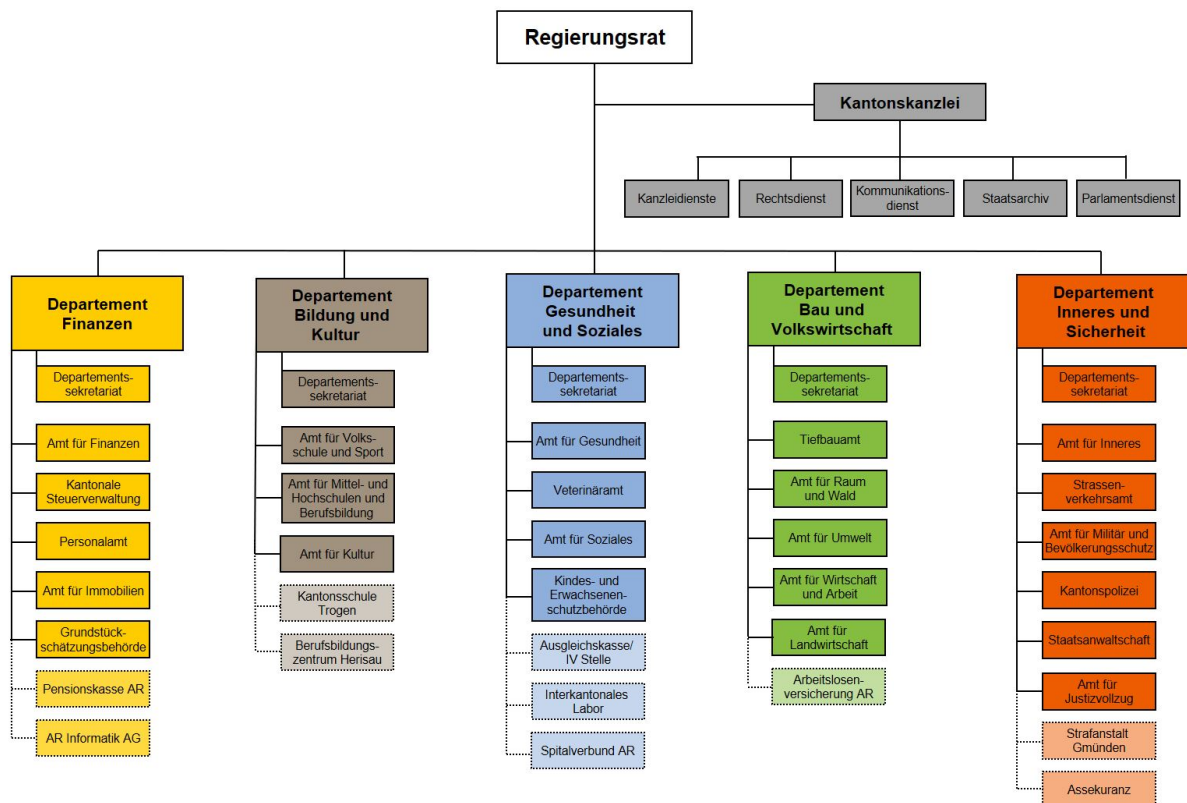 Regierungsrat
Kantonskanzlei
Kanzleidienste
Rechtsdienst
Kommunikations-
dienst
Staatsarchiv
Parlamentsdienst
Departement
Finanzen
Departements-
sekretariat
Amt für Finanzen
Kantonale
Steuerverwaltung
Personalamt
Amt für Immobilien
Grundstück-
schätzungsbehörde
Pensionskasse AR
AR Informatik AG
Departement
Bildung und
Kultur
Departements-
sekretariat
Amt für Volks-
schule und Sport
Amt für Mittel- und
Hochschulen und
Berufsbildung
Amt für Kultur
Kantonsschule
Trogen
Berufsbildungs-
zentrum Herisau
Departement
Gesundheit
und Soziales
Departements-
sekretariat
Amt für Gesundheit
Veterinäramt
Amt für Soziales
Kindes- und
Erwachsenen-
schutzbehörde
Ausgleichskasse/
IV Stelle
Interkantonales
Labor
Spitalverbund AR
Departement
Bau und
Volkswirtschaft
Departements-
sekretariat
Tiefbauamt
Amt für Raum
und Wald
Amt für Umwelt
Amt für Wirtschaft
und Arbeit
Amt für
Landwirtschaft
Arbeitslosen-
versicherung AR
Departement
Inneres und
Sicherheit
Departements-
sekretariat
Amt für Inneres
Strassen-
verkehrsamt
Amt für Militär und
Bevölkerungsschutz
Kantonspolizei
Staatsanwaltschaft
Amt für
Justizvollzug
Strafanstalt
Gmünden
Assekuranz